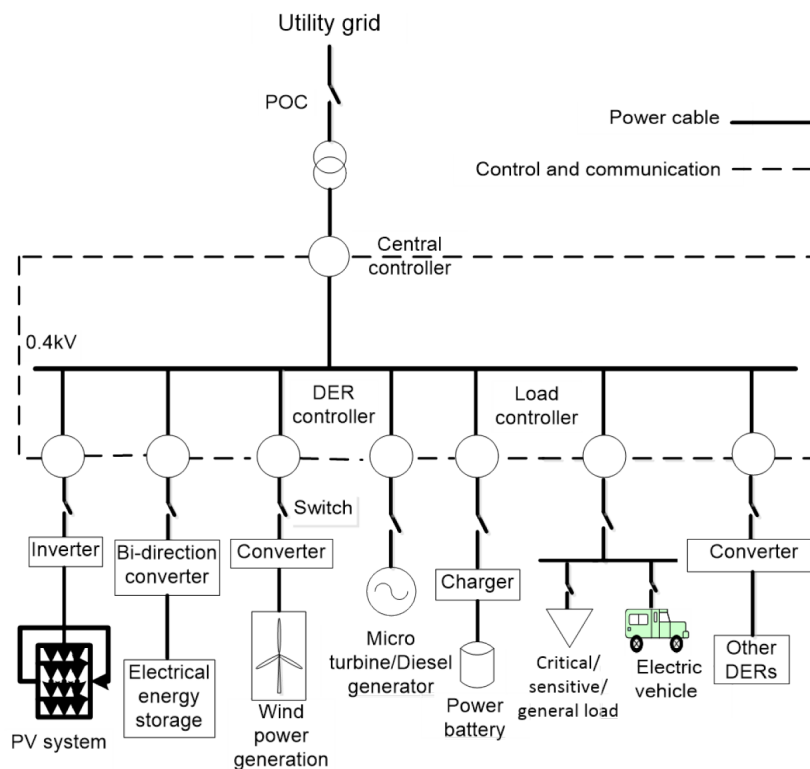 Utility grid
POC
Power cable
Control and communication
Central
controller
0.4kV
DER
controller
Load
controller
Switch
Inverter
Bi-direction
converter
Converter
Charger
Converter
Micro
turbine/Diesel
generator
Electrical
energy
storage
Wind
power
generation
Power
battery
Critical/
sensitive/
general load
Electric
vehicle
Other
DERs
PV system